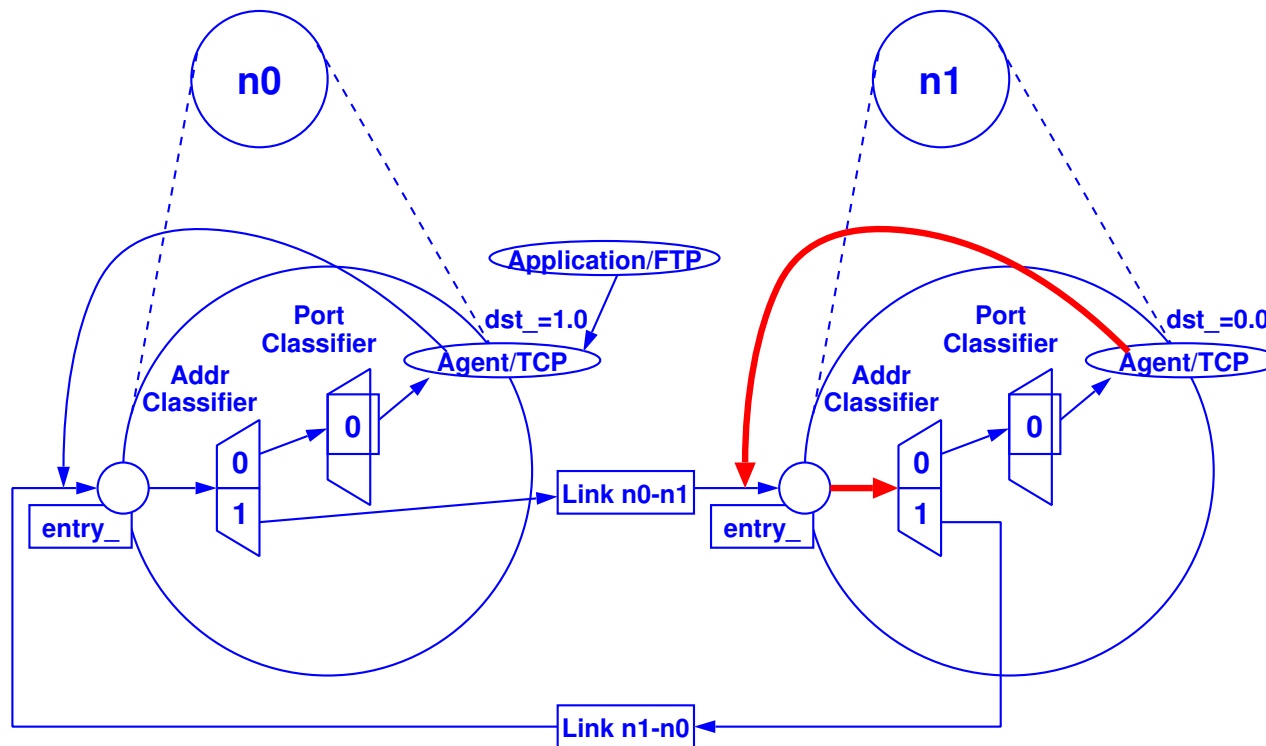 n0
n1
Application/FTP
Port
Classifier
dst_=1.0
Agent/TCP
Addr
Classifier
0
0
1
entry_
Link n0-n1
Port
Classifier
dst_=0.0
Agent/TCP
Addr
Classifier
0
0
1
entry_
Link n1-n0